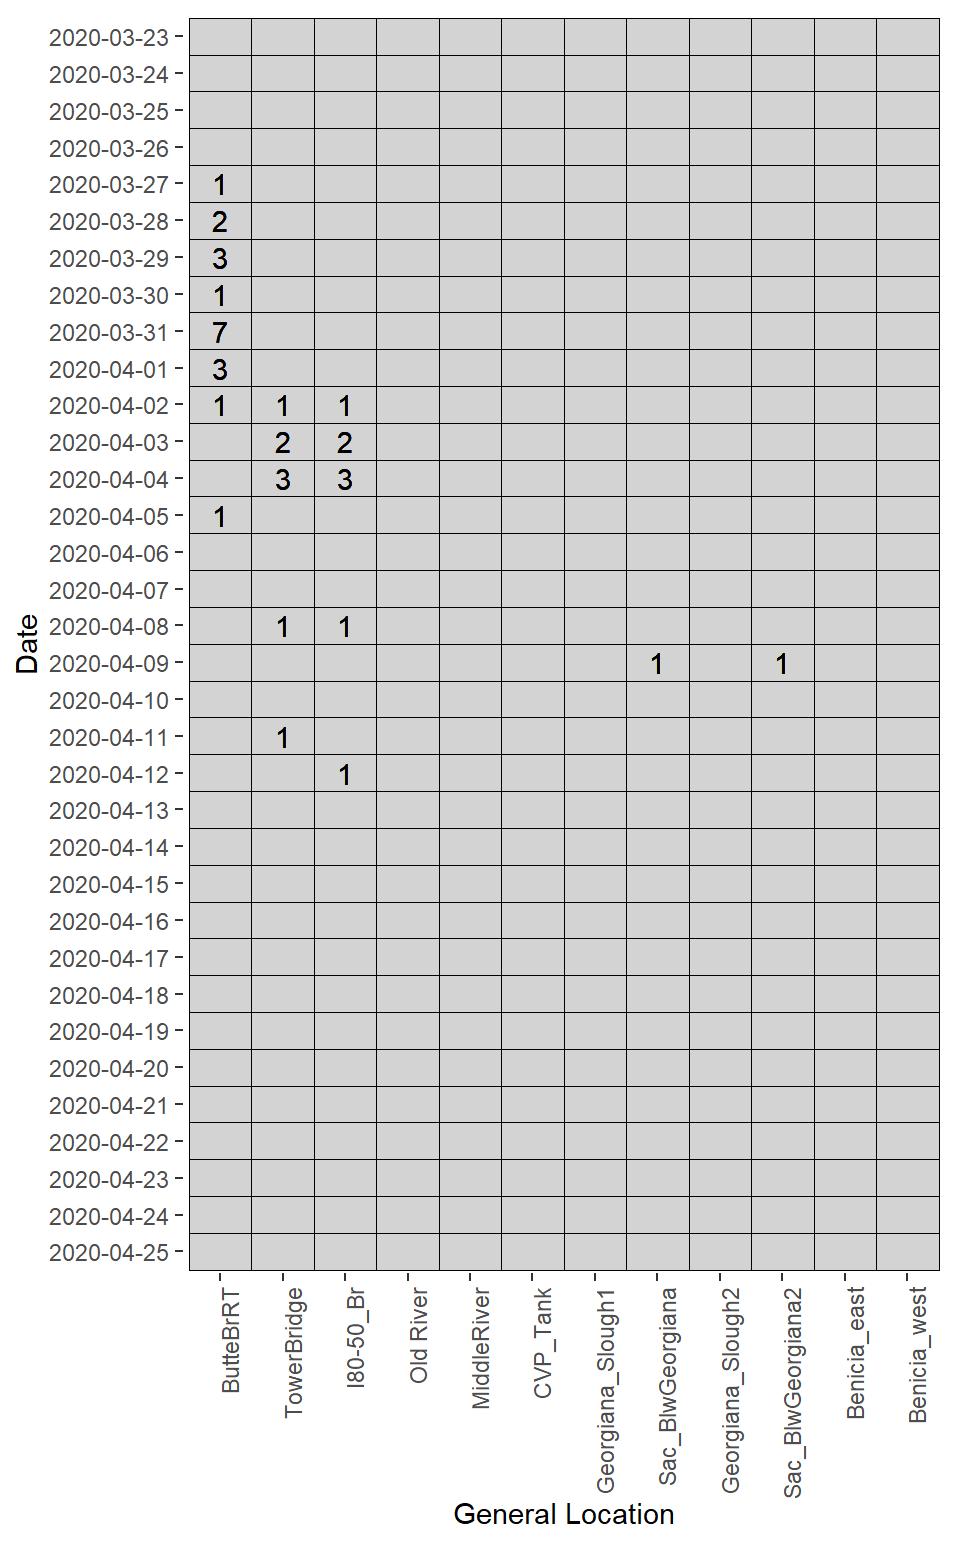 2020-03-23
2020-03-24
2020-03-25
2020-03-26
2020-03-27 1
2020-03-28 2
2020-03-29 3
2020-03-30 1
2020-03-31 7
2020-04-01 3
2020-04-02 1 1 1
2020-04-03 2 2
2020-04-04 3 3
2020-04-05 1
2020-04-06
2020-04-07
2020-04-08 1 1
2020-04-09 1 1
2020-04-10
2020-04-11 1
2020-04-12 1
2020-04-13
2020-04-14
2020-04-15
2020-04-16
2020-04-17
2020-04-18
2020-04-19
2020-04-20
2020-04-21
2020-04-22
2020-04-23
2020-04-24
2020-04-25
Date
ButteBrRT
TowerBridge
I80-50_Br
Old River
MiddleRiver
CVP_Tank
Georgiana_Slough1
Sac_BlwGeorgiana
Georgiana_Slough2
Sac_BlwGeorgiana2
Benicia_east
Benicia_west
General Location